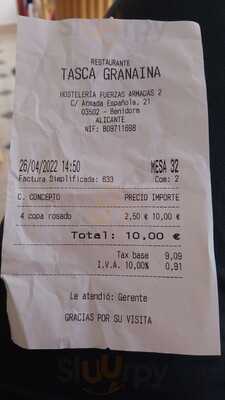 RESTAURANTE
TASCA GRANAINA
HOSTELERIA FUERZAS ARMADAS 2
C/ Armada Española, 21
03502 - Benidorm
ALICANTE
NIF: B09711698
26/04/2022 14:50 MESA 32
Factura Simplificada: 633 Com: 2
C. CONCEPTO PRECIO IMPORTE
4 copa rosado 2,50 € 10,00 €
Total: 10,00 €
Tax base 9,09
I.V.A. 10,00% 0,91
Le atendió: Gerente
GRACIAS POR SU VISITA
sluurpy